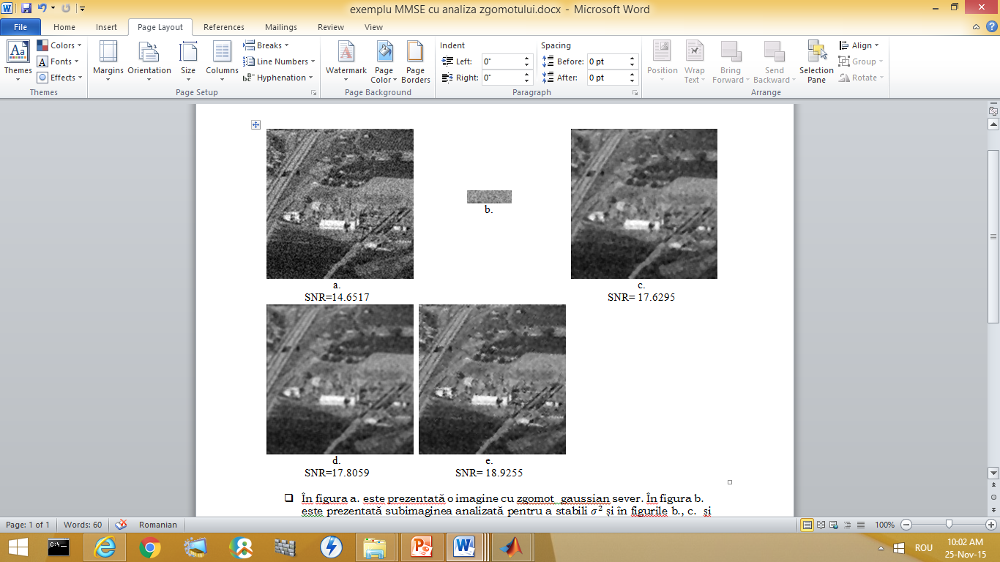 exemplu MMSE cu analiza zgomotului.docx - Microsoft Word
File Home Insert Page Layout References Mailings Review View
Aa
Themes
Colors
Fonts
Effects
Themes
Margins Orientation Size Columns
Breaks
Line Numbers
Hyphenation
Page Setup
Watermark Page Color Page Borders
Page Background
Indent
Left: 0"
Right: 0"
Spacing
Before: 0 pt
After: 0 pt
Paragraph
Position Wrap Text Bring Forward Send Backward Selection Pane
Align
Group
Rotate
Arrange
b.
a. c.
SNR=14.6517 SNR= 17.6295
d. e.
SNR=17.8059 SNR= 18.9255
În figura a. este prezentată o imagine cu zgomot gaussian sever. În figura b.
este prezentată subimaginea analizată pentru a stabili σ² și în figurile b., c. și
Page: 1 of 1 Words: 60 Romanian 100%
C:\
ROU
10:02 AM
25-Nov-15